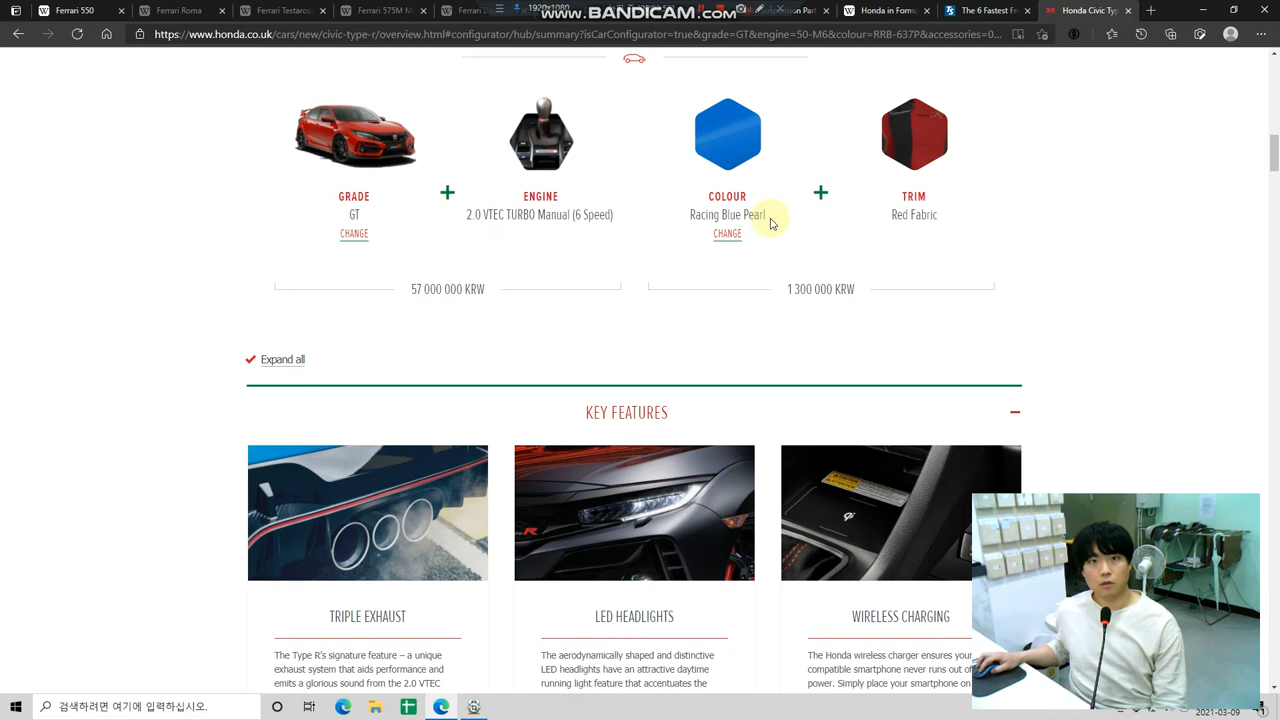 Ferrari 550
Ferrari Roma
Ferrari Testaros
Ferrari 575M M
1920x1080
Honda in Formu
The 6 Fastest F
Honda Civic Typ
www.BANDICAM.com
https://www.honda.co.uk/cars/new/civic-type-r/overview.html#configurator/configurator=true&grade=GT&engine=50-M6&colour=RRB-637P&accessories=0...
GRADE
GT
CHANGE
ENGINE
2.0 VTEC TURBO Manual (6 Speed)
COLOUR
Racing Blue Pearl
CHANGE
TRIM
Red Fabric
57 000 000 KRW
1 300 000 KRW
Expand all
KEY FEATURES
TRIPLE EXHAUST
The Type R's signature feature – a unique
exhaust system that aids performance and
emits a glorious sound from the 2.0 VTEC
LED HEADLIGHTS
The aerodynamically shaped and distinctive
LED headlights have an attractive daytime
running light feature that accentuates the
WIRELESS CHARGING
The Honda wireless charger ensures your
compatible smartphone never runs out of
power. Simply place your smartphone on
검색하려면 여기에 입력하십시오.
2021-03-09